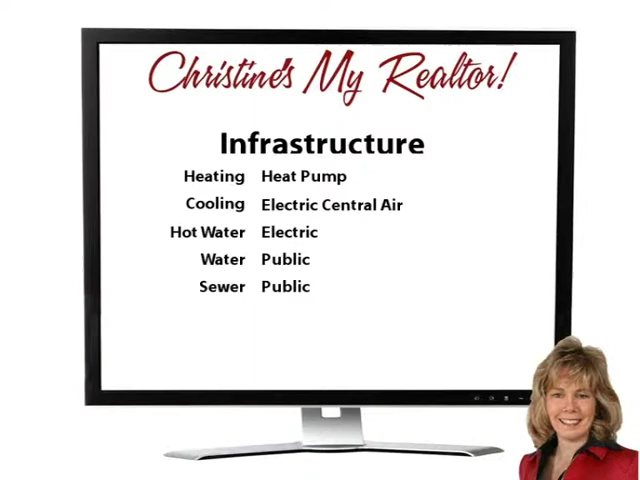 Christine's My Realtor!
Infrastructure
Heating Heat Pump
Cooling Electric Central Air
Hot Water Electric
Water Public
Sewer Public